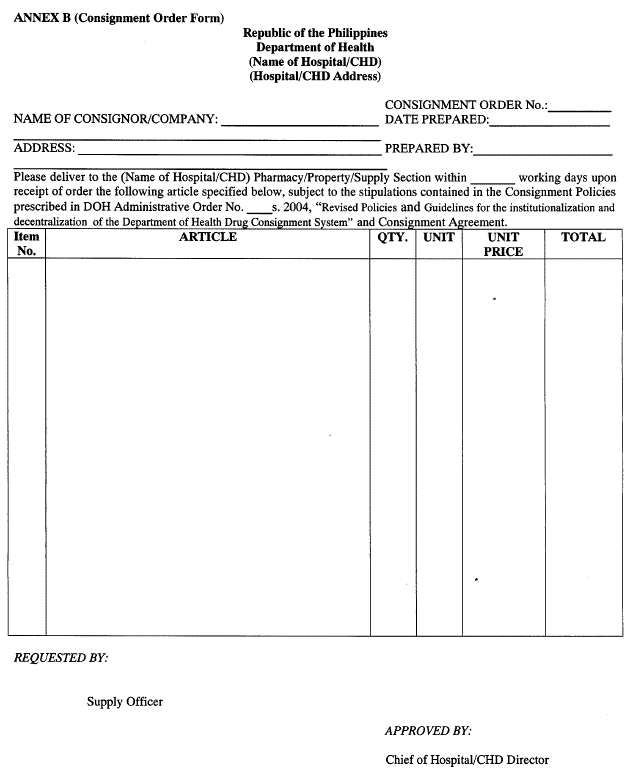 ANNEX B (Consignment Order Form)
Republic of the Philippines
Department of Health
(Name of Hospital/CHD)
(Hospital/CHD Address)
CONSIGNMENT ORDER No.:________
NAME OF CONSIGNOR/COMPANY: ________ DATE PREPARED:________
ADDRESS: ________ PREPARED BY:________
Please deliver to the (Name of Hospital/CHD) Pharmacy/Property/Supply Section within _______ working days upon
receipt of order the following article specified below, subject to the stipulations contained in the Consignment Policies
prescribed in DOH Administrative Order No. ____s. 2004, “Revised Policies and Guidelines for the institutionalization and
decentralization of the Department of Health Drug Consignment System” and Consignment Agreement.
Item No. ARTICLE QTY. UNIT UNIT PRICE TOTAL
REQUESTED BY:
Supply Officer
APPROVED BY:
Chief of Hospital/CHD Director